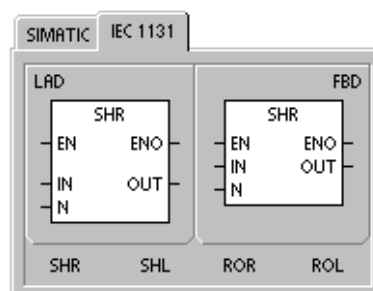 SIMATIC IEC 1131
LAD FBD
SHR SHR
EN ENO EN ENO
IN OUT IN OUT
N N
SHR SHL ROR ROL